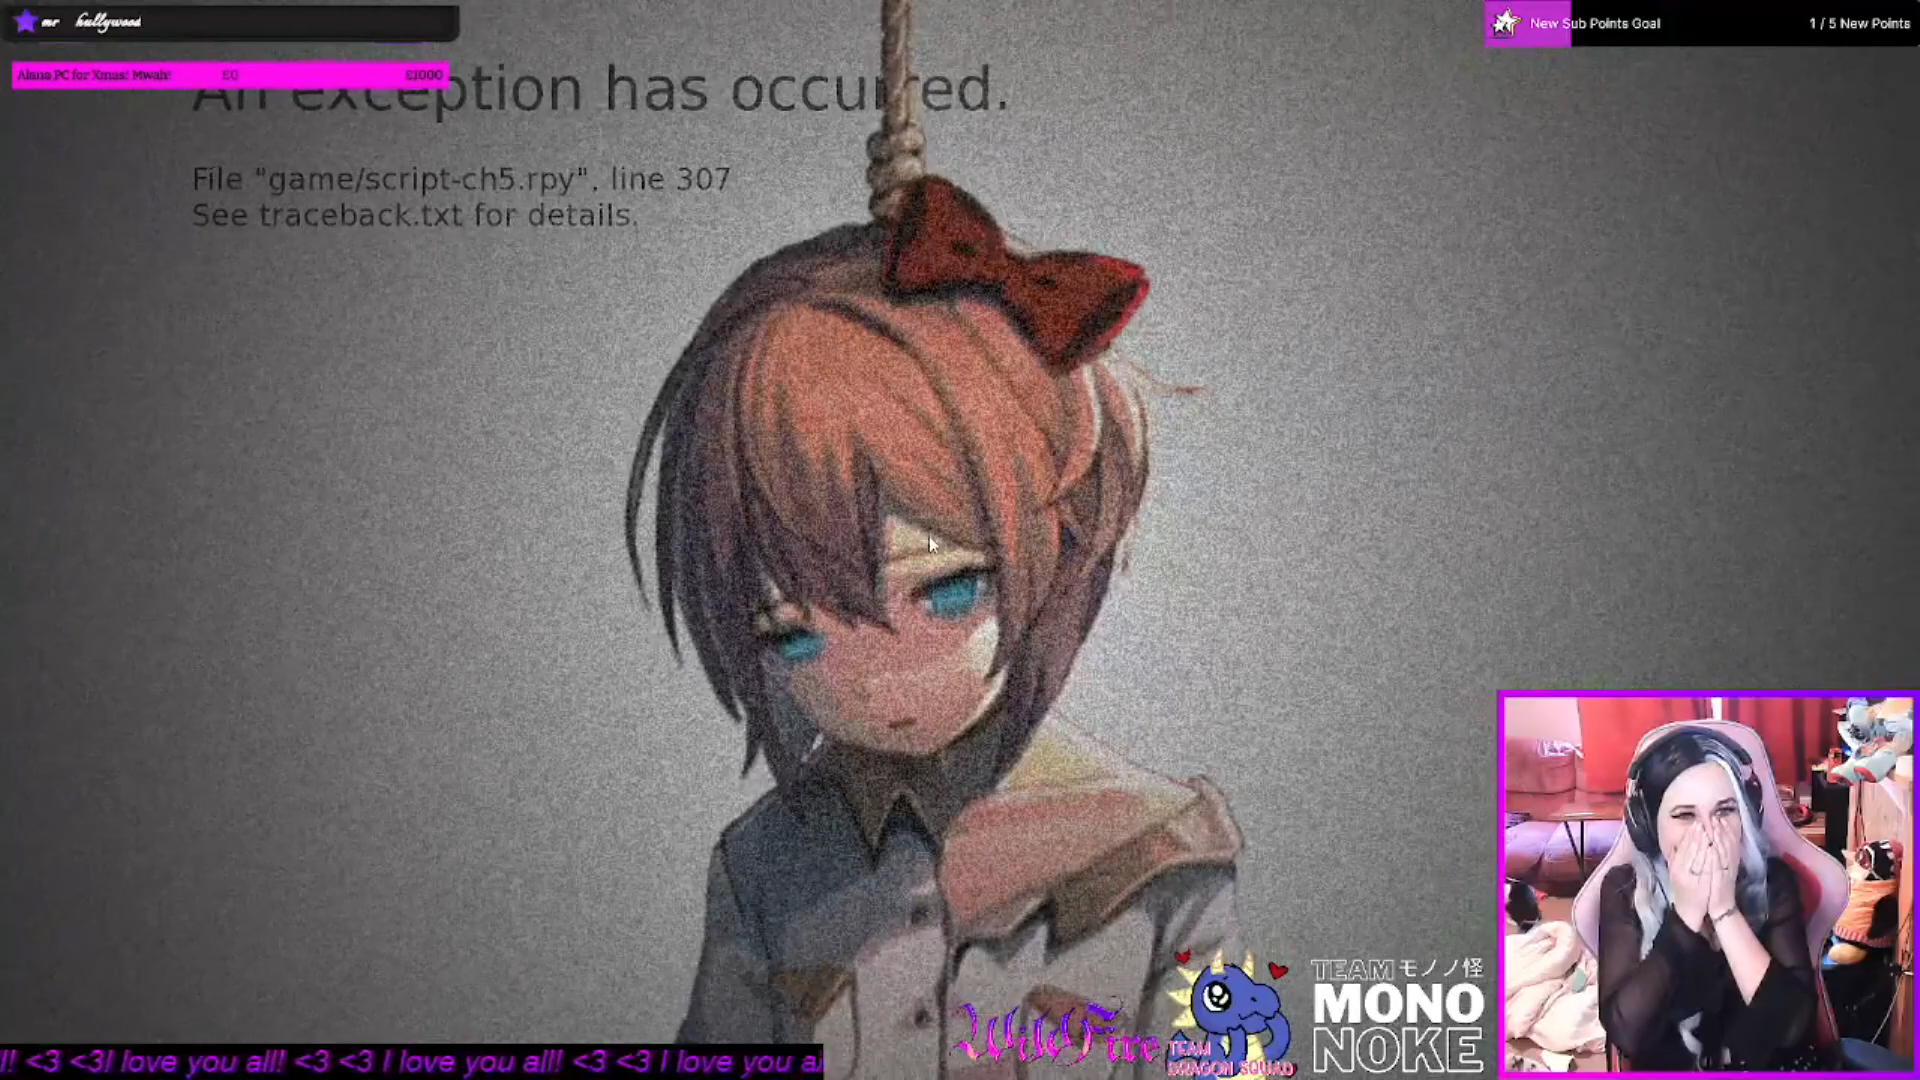 mr hullywood
New Sub Points Goal
1 / 5 New Points
Alana PC for Xmas! Mwah!
£0
£1000
An exception has occurred.
File "game/script-ch5.rpy", line 307
See traceback.txt for details.
TEAM モノノ怪
MONO
NOKE
WildFire
TEAM
DRAGON SQUAD
!! <3 <3I love you all! <3 <3 I love you all! <3 <3 I love you a